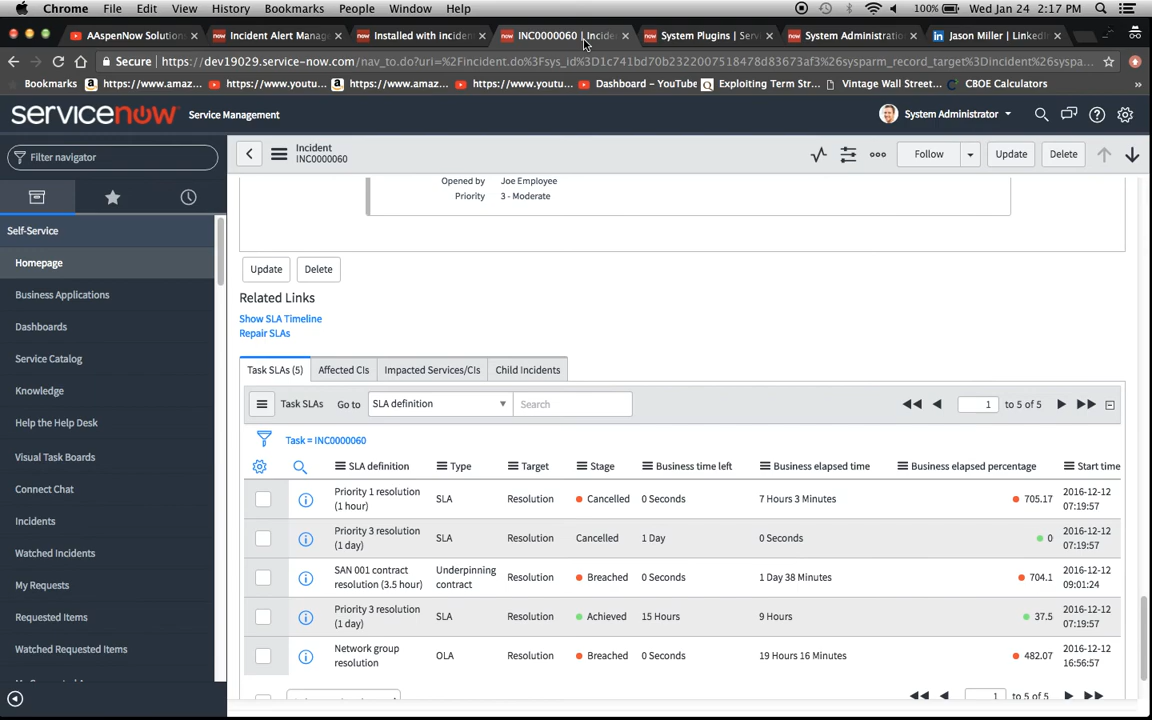 Chrome File Edit View History Bookmarks People Window Help 100% Wed Jan 24 2:17 PM
AAspenNow Solution INCIDENT Alert Mana Installed with inciden INC0000060 | Incide System Plugins | Servic System Administratio Jason Miller | LinkedIn
Secure https://dev19029.service-now.com/nav_to.do?uri=%2Fincident.do%3Fsys_id%3D1c741bd70b2322007518478d83673af3%26sysparm_record_target%3Dincident%26syspa...
Bookmarks https://www.amaz... https://www.youtu... https://www.amaz... https://www.youtu... Dashboard - YouTube Exploiting Term Str... Vintage Wall Street... CBOE Calculators »
servicenow Service Management System Administrator
Filter navigator
Incident
INC0000060
Follow Update Delete
Self-Service
Homepage
Business Applications
Dashboards
Service Catalog
Knowledge
Help the Help Desk
Visual Task Boards
Connect Chat
Incidents
Watched Incidents
My Requests
Requested Items
Watched Requested Items
Opened by Joe Employee
Priority 3 - Moderate
Update Delete
Related Links
Show SLA Timeline
Repair SLAs
Task SLAs (5) Affected CIs Impacted Services/CIs Child Incidents
Task SLAs Go to SLA definition Search 1 to 5 of 5
Task = INC0000060
SLA definition Type Target Stage Business time left Business elapsed time Business elapsed percentage Start time
Priority 1 resolution (1 hour) SLA Resolution Cancelled 0 Seconds 7 Hours 3 Minutes 705.17 2016-12-12 07:19:57
Priority 3 resolution (1 day) SLA Resolution Cancelled 1 Day 0 Seconds 0 2016-12-12 07:19:57
SAN 001 contract resolution (3.5 hour) Underpinning contract Resolution Breached 0 Seconds 1 Day 38 Minutes 704.1 2016-12-12 09:01:24
Priority 3 resolution (1 day) SLA Resolution Achieved 15 Hours 9 Hours 37.5 2016-12-12 07:19:57
Network group resolution OLA Resolution Breached 0 Seconds 19 Hours 16 Minutes 482.07 2016-12-12 16:56:57
1 to 5 of 5